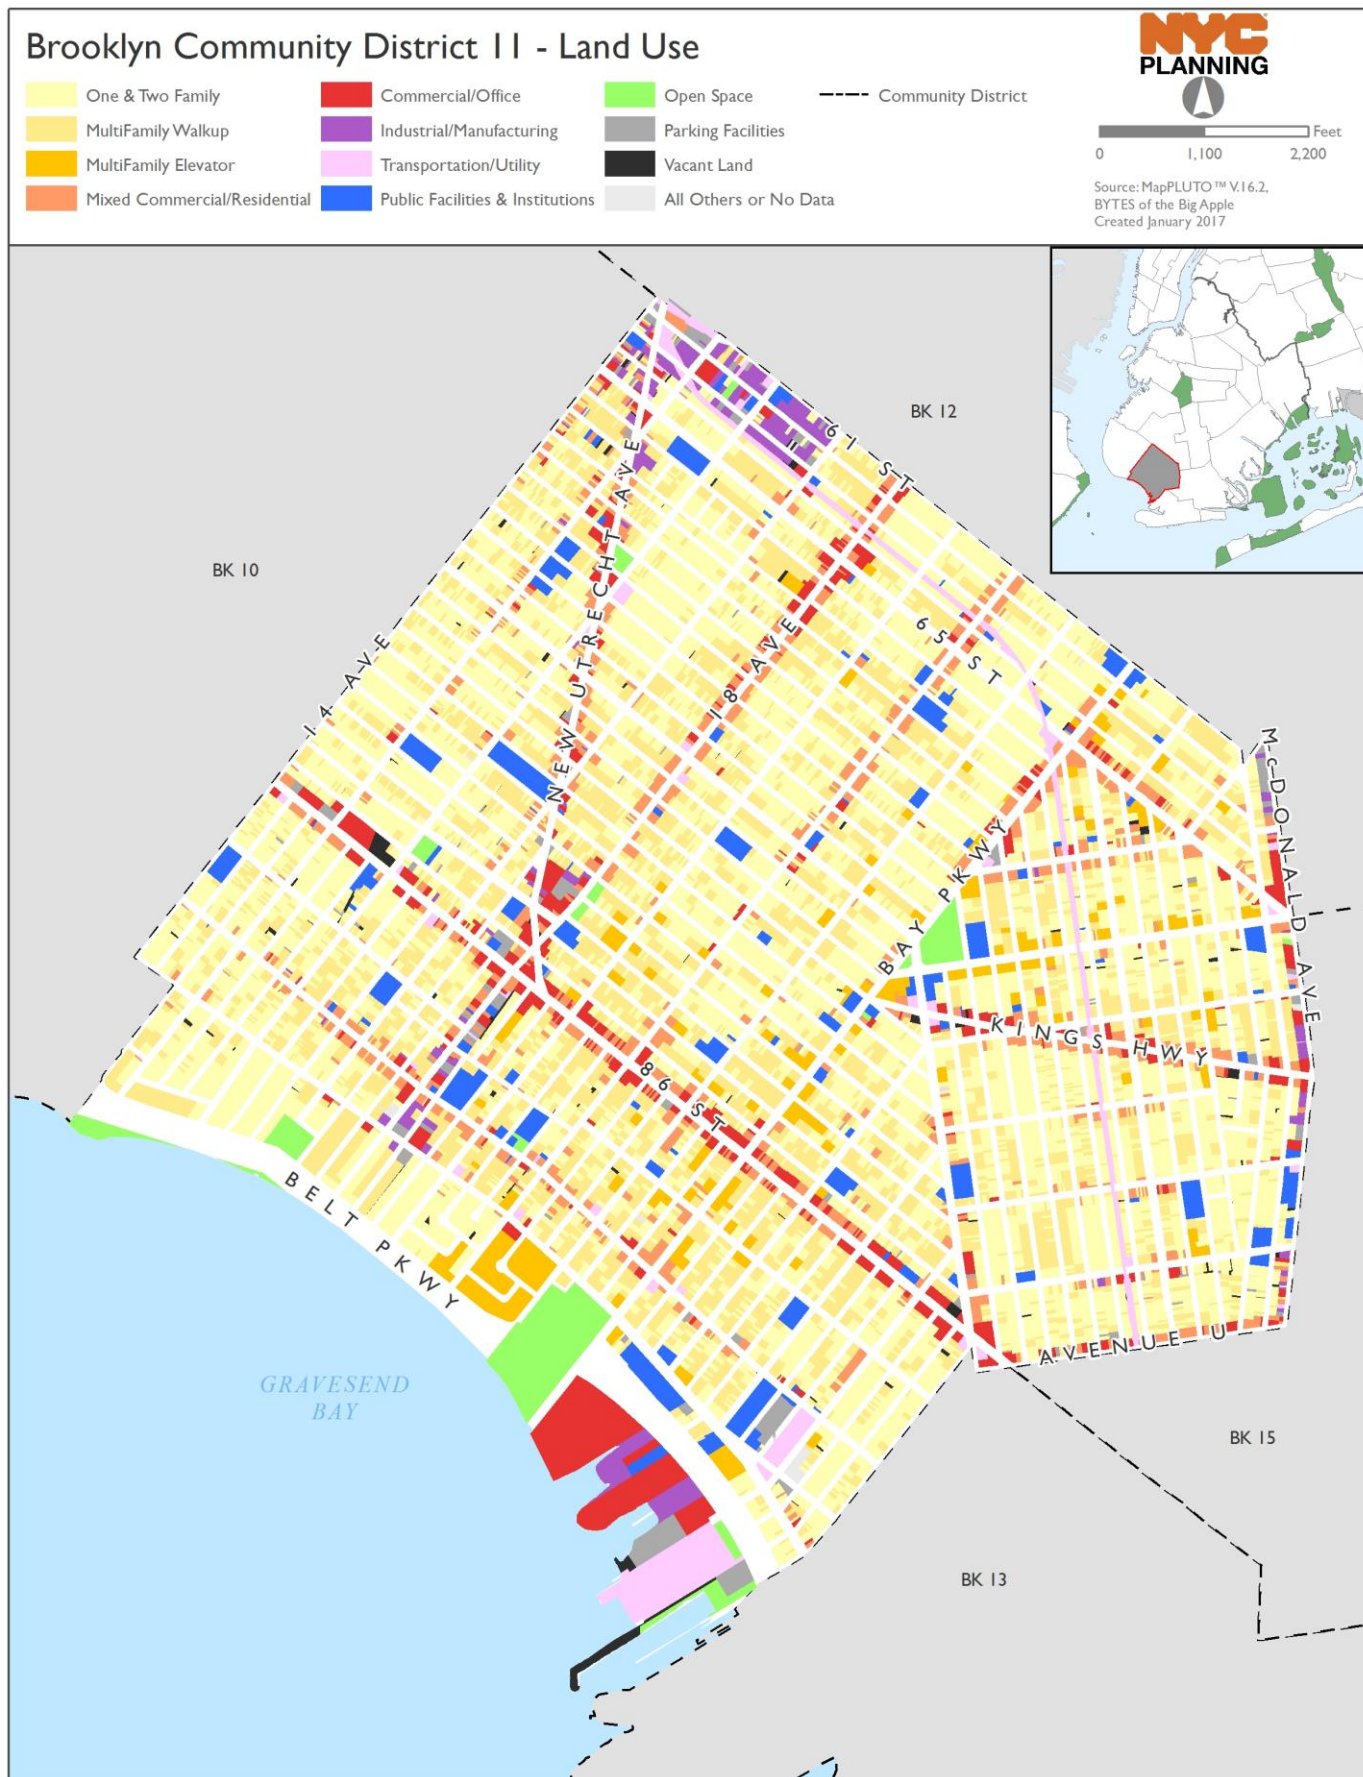 Brooklyn Community District 11 - Land Use
One & Two Family
MultiFamily Walkup
MultiFamily Elevator
Mixed Commercial/Residential
Commercial/Office
Industrial/Manufacturing
Transportation/Utility
Public Facilities & Institutions
Open Space
Parking Facilities
Vacant Land
All Others or No Data
Community District
NYC
PLANNING
Feet
0 1,100 2,200
Source: MapPLUTO™ V.16.2,
BYTES of the Big Apple
Created January 2017
BK 12
61 ST
BK 10
NEW UTRECHT AVE
14 AVE
18 AVE
65 ST
McDONALD AVE
BAY PKWY
KINGS HWY
86 ST
BELT PKWY
AVENUE U
GRAVESEND
BAY
BK 15
BK 13